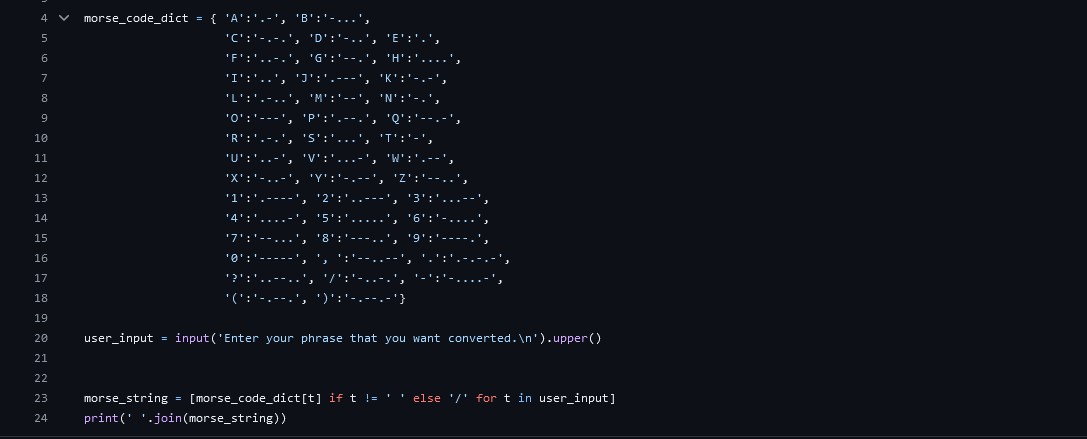 4 morse_code_dict = { 'A':'.-', 'B':'-...',
5 'C':'-.-.', 'D':'-..', 'E':'.',
6 'F':'..-.', 'G':'--.', 'H':'....',
7 'I':'..', 'J':'.---', 'K':'-.-',
8 'L':'.-..', 'M':'--', 'N':'-.',
9 'O':'---', 'P':'.--.', 'Q':'--.-',
10 'R':'.-.', 'S':'...', 'T':'-',
11 'U':'..-', 'V':'...-', 'W':'.--',
12 'X':'-..-', 'Y':'-.--', 'Z':'--..',
13 '1':'.----', '2':'..---', '3':'...--',
14 '4':'....-', '5':'.....', '6':'-....',
15 '7':'--...', '8':'---..', '9':'----.',
16 '0':'-----', ', ':'--..--', '.':'.-.-.-',
17 '?':'..--..', '/':'-..-.', '-':'-....-',
18 '(':'-.--.', ')':'-.--.-'}
19
20 user_input = input('Enter your phrase that you want converted.\n').upper()
21
22
23 morse_string = [morse_code_dict[t] if t != ' ' else '/' for t in user_input]
24 print(' '.join(morse_string))